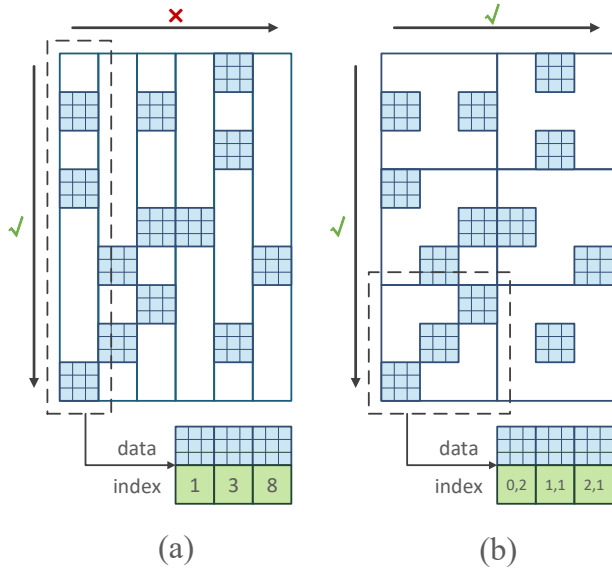 data
index
1 3 8
(a)
data
index
0,2 1,1 2,1
(b)